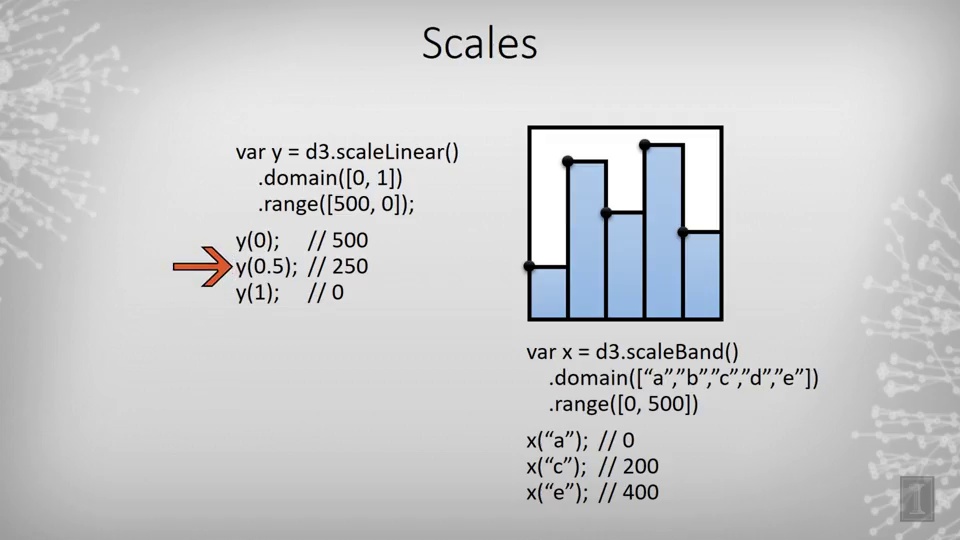 Scales
var y = d3.scaleLinear()
.domain([0, 1])
.range([500, 0]);
y(0); // 500
y(0.5); // 250
y(1); // 0
var x = d3.scaleBand()
.domain([“a”,”b”,”c”,”d”,”e”])
.range([0, 500])
x(“a”); // 0
x(“c”); // 200
x(“e”); // 400